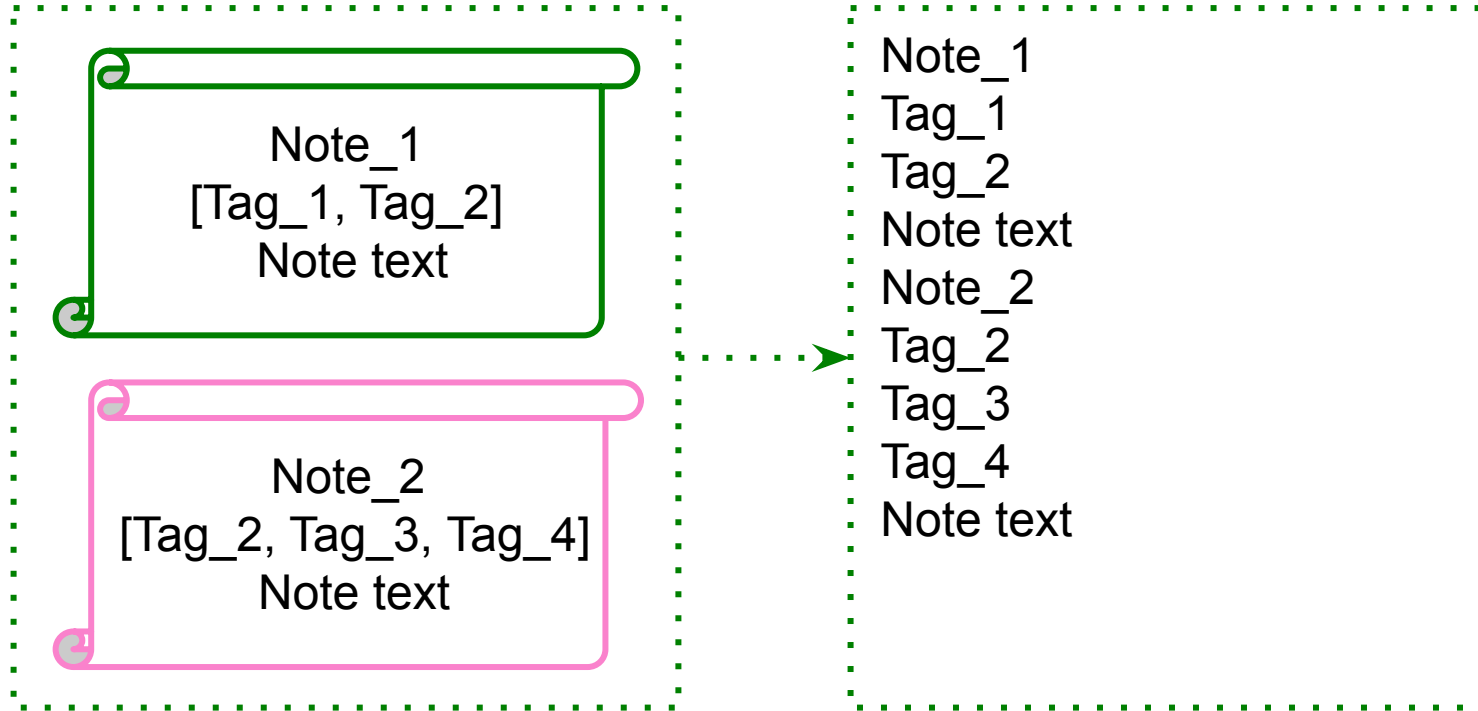 Note_1
[Tag_1, Tag_2]
Note text
Note_2
[Tag_2, Tag_3, Tag_4]
Note text
Note_1
Tag_1
Tag_2
Note text
Note_2
Tag_2
Tag_3
Tag_4
Note text